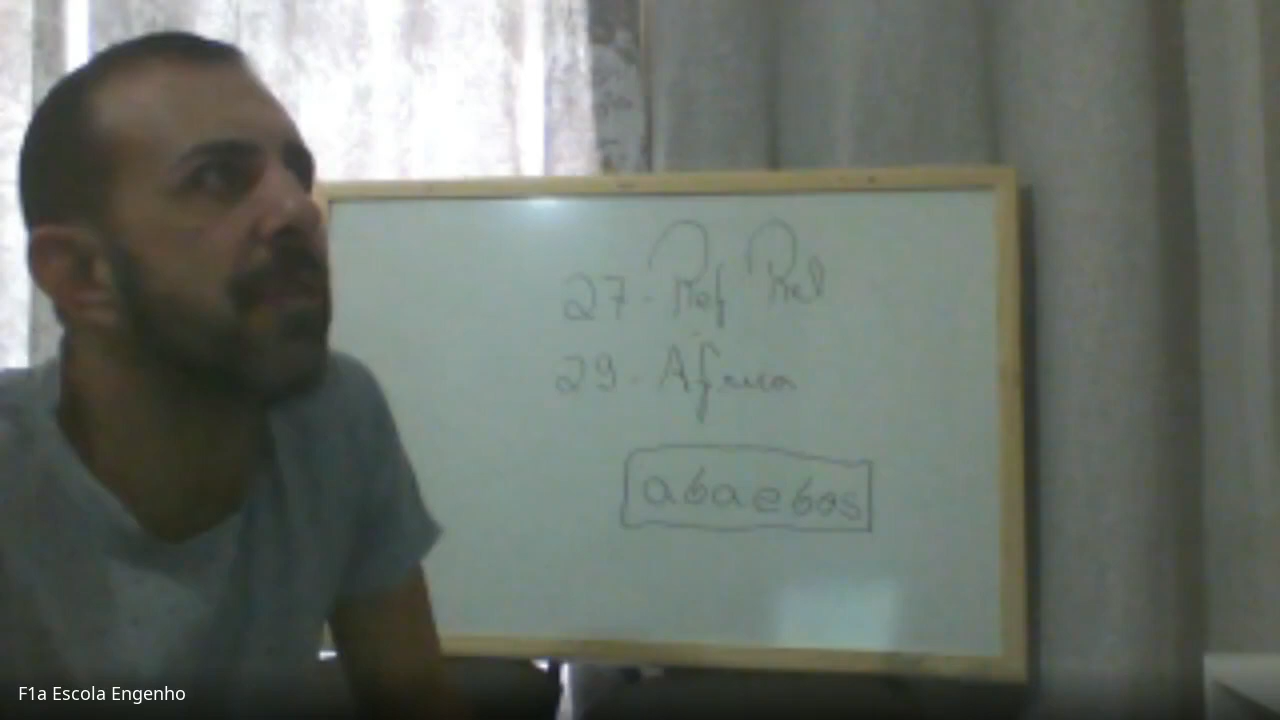 27 - Ref Rel
29 - África
abaebos
F1a Escola Engenho